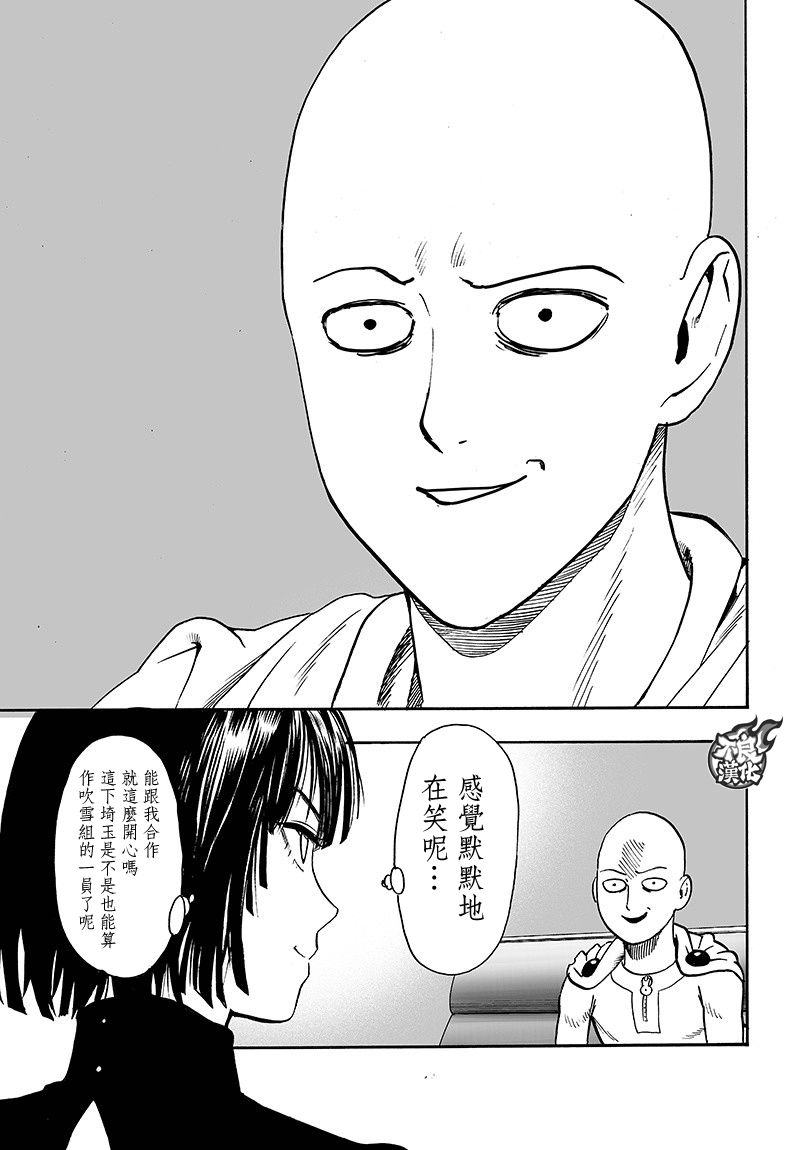 感覺默默地
在笑呢…
能跟我合作
就這麼開心嗎
這下埼玉是不是也能算
作吹雪組的一員了呢
漢化